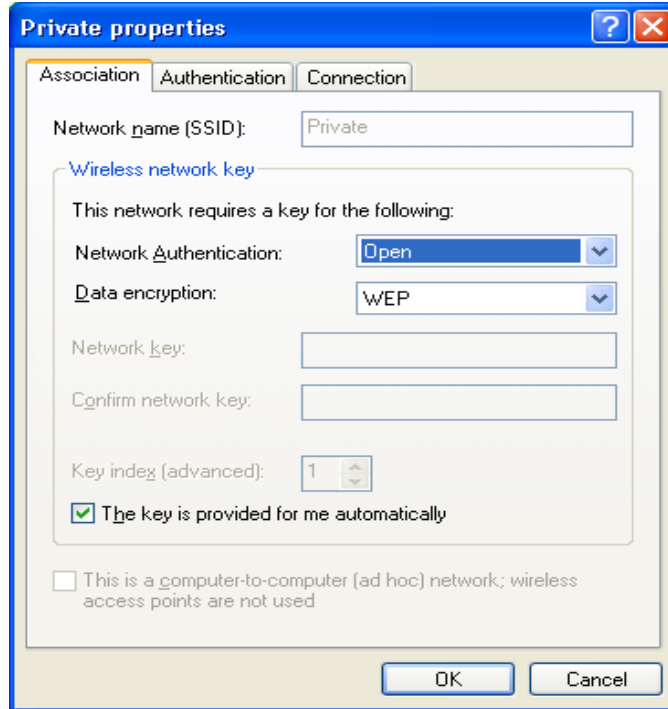 Private properties
Association Authentication Connection
Network name (SSID): Private
Wireless network key
This network requires a key for the following:
Network Authentication: Open
Data encryption: WEP
Network key:
Confirm network key:
Key index (advanced): 1
The key is provided for me automatically
This is a computer-to-computer (ad hoc) network; wireless
access points are not used
OK Cancel